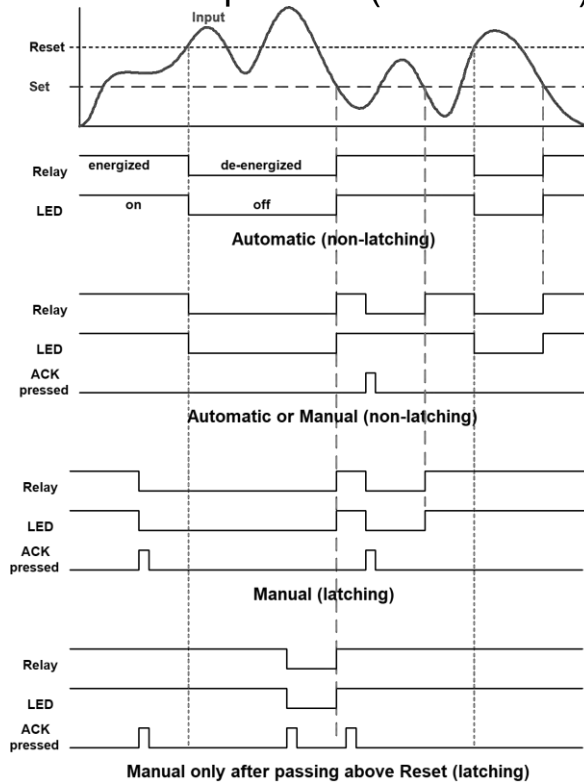 Input
Reset
Set
energized de-energized
Relay
LED on off
Automatic (non-latching)
Relay
LED
ACK
pressed
Automatic or Manual (non-latching)
Relay
LED
ACK
pressed
Manual (latching)
Relay
LED
ACK
pressed
Manual only after passing above Reset (latching)